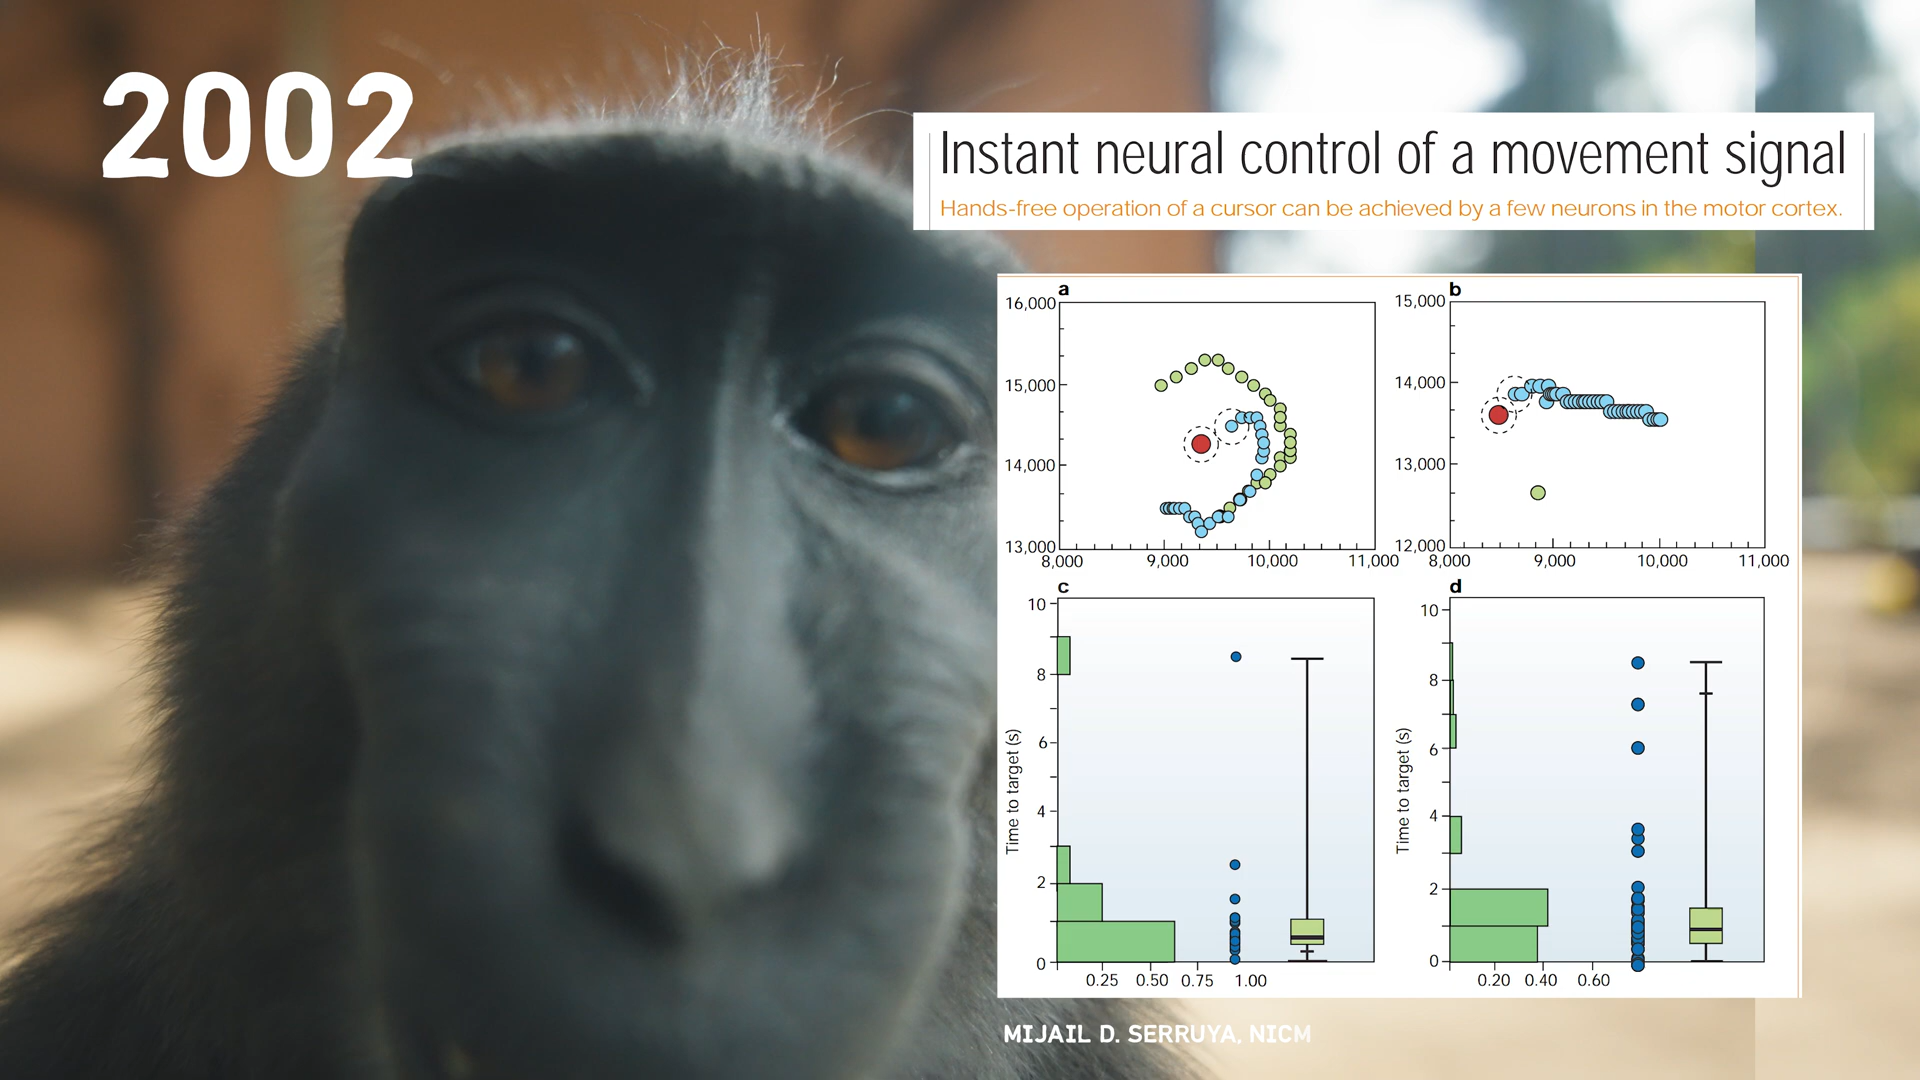 2002
Instant neural control of a movement signal
Hands-free operation of a cursor can be achieved by a few neurons in the motor cortex.
a
16,000
15,000
14,000
13,000
8,000 9,000 10,000 11,000
b
15,000
14,000
13,000
12,000
8,000 9,000 10,000 11,000
c
Time to target (s)
10
8
6
4
2
0
0.25 0.50 0.75 1.00
d
Time to target (s)
10
8
6
4
2
0
0.20 0.40 0.60
MIJAIL D. SERRUYA, NICM